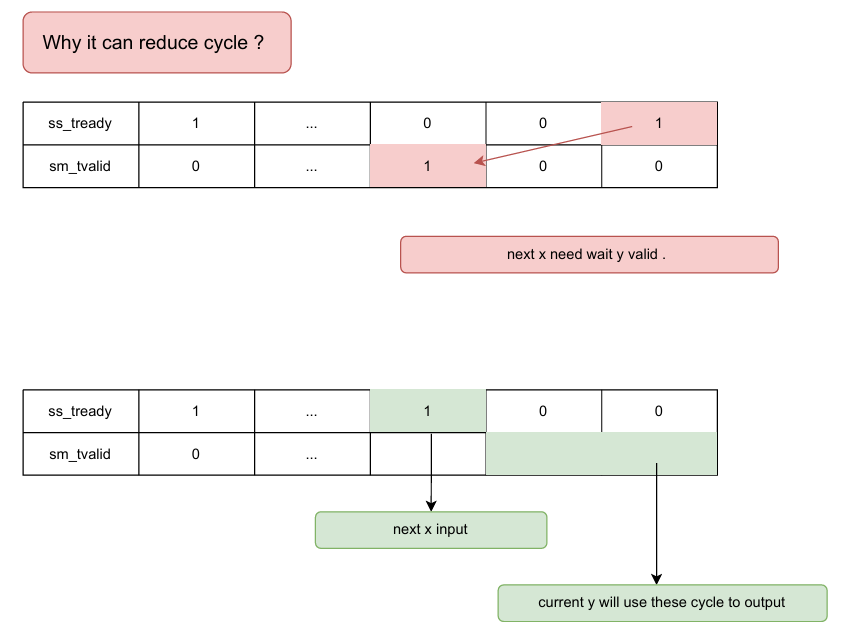 Why it can reduce cycle ?
ss_tready 1 ... 0 0 1
sm_tvalid 0 ... 1 0 0
next x need wait y valid .
ss_tready 1 ... 1 0 0
sm_tvalid 0 ...
next x input
current y will use these cycle to output